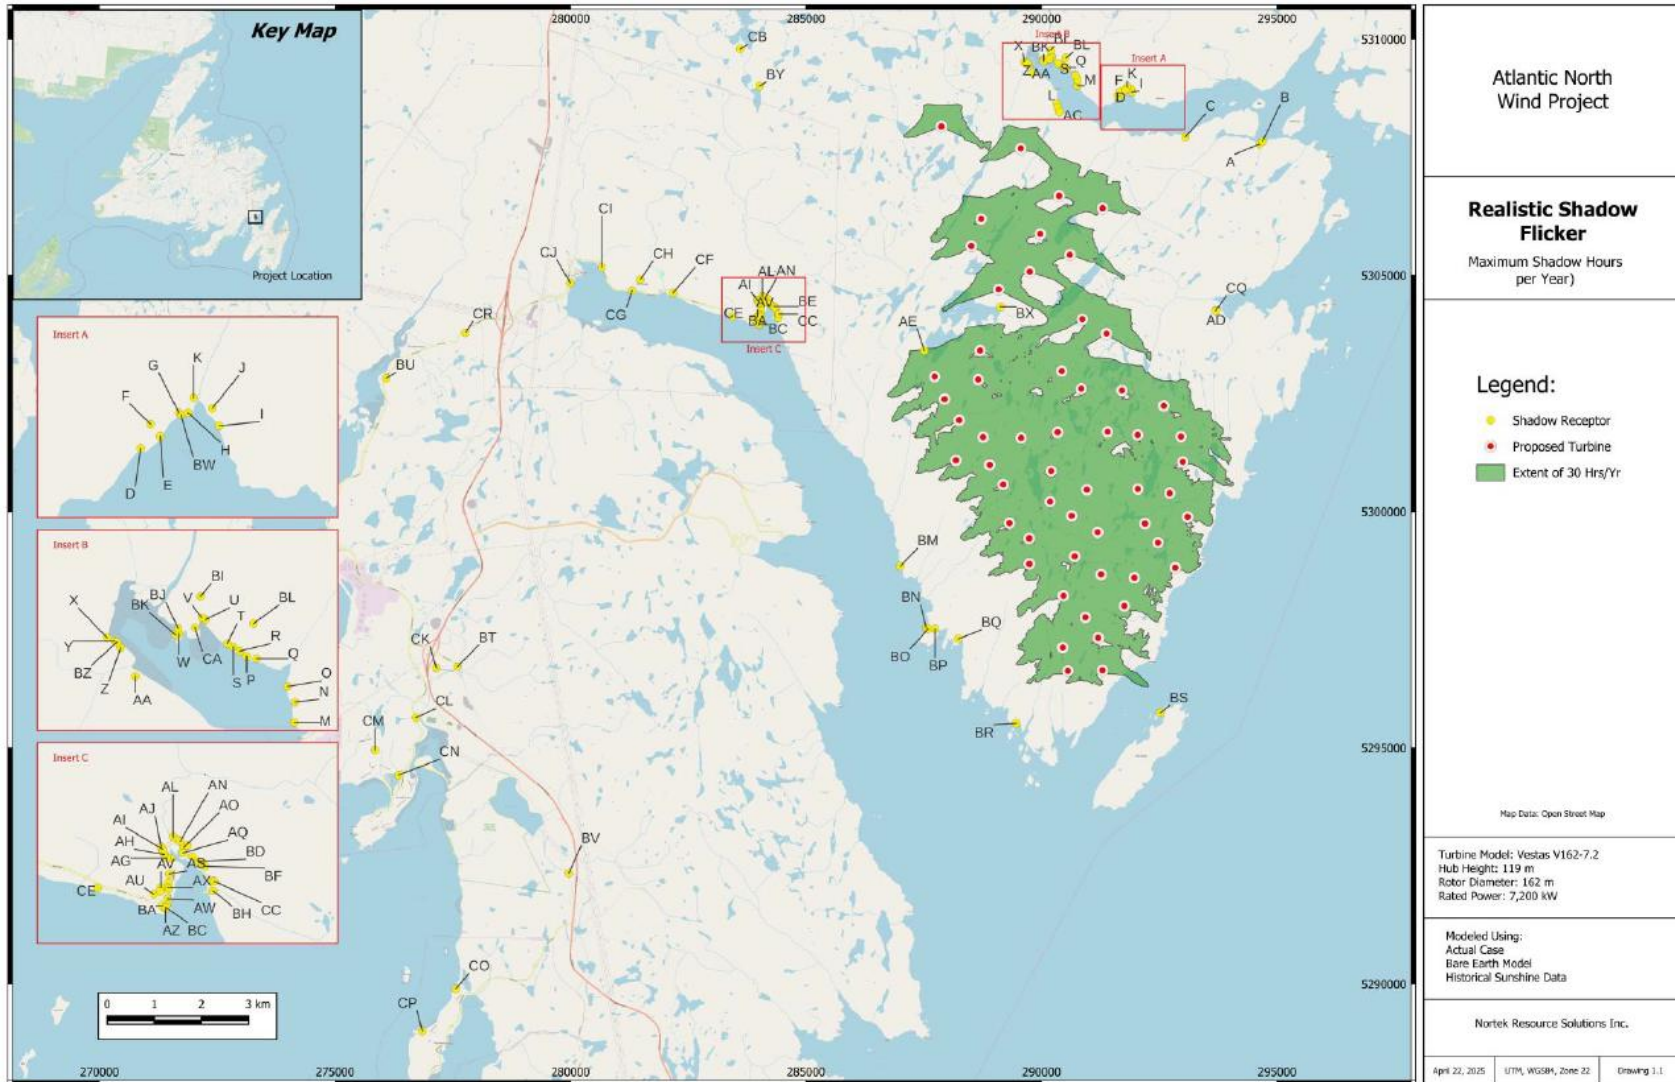 Key Map
Project Location
280000
285000
290000
295000
5310000
5305000
5300000
5295000
5290000
270000
275000
280000
285000
290000
295000
CB
BY
Insert B
X
BK
BL
Z
AA
S
Q
M
L
AC
Insert A
F
K
I
D
C
B
A
CI
CJ
CH
CF
CG
CR
BU
AL
AN
AI
AV
BE
CE
BA
BC
CC
Insert C
AE
BX
CQ
AD
BM
BN
BO
BP
BQ
BR
BS
CK
BT
CL
CM
CN
BV
CO
CP
Insert A
G
K
J
F
I
H
BW
D
E
Insert B
BI
X
BJ
V
U
BL
BK
T
R
Y
BZ
W
CA
Q
Z
S
P
O
AA
N
M
Insert C
AL
AN
AJ
AO
AI
AQ
AH
BD
AG
AV
AS
BF
AU
AX
CE
CC
BA
AW
BH
AZ
BC
0 1 2 3 km
Atlantic North
Wind Project
Realistic Shadow
Flicker
Maximum Shadow Hours
per Year)
Legend:
Shadow Receptor
Proposed Turbine
Extent of 30 Hrs/Yr
Map Data: Open Street Map
Turbine Model: Vestas V162-7.2
Hub Height: 119 m
Rotor Diameter: 162 m
Rated Power: 7,200 kW
Modeled Using:
Actual Case
Bare Earth Model
Historical Sunshine Data
Nortek Resource Solutions Inc.
April 22, 2025
UTM, WGS84, Zone 22
Drawing 1.1